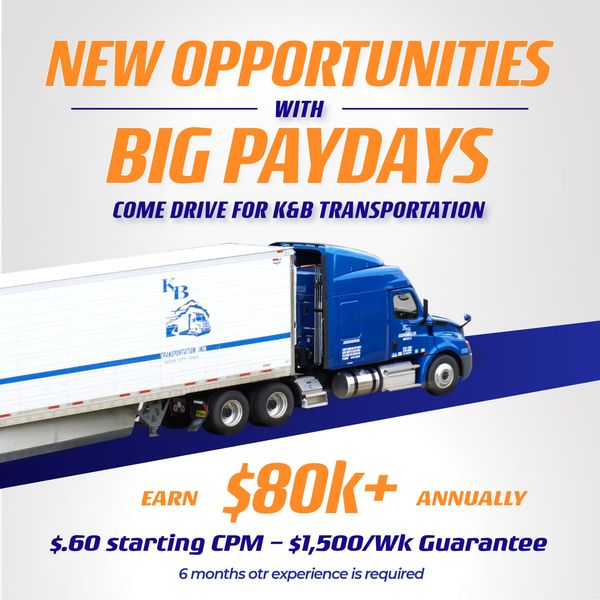 NEW OPPORTUNITIES
WITH
BIG PAYDAYS
COME DRIVE FOR K&B TRANSPORTATION
KB
TRANSPORTATION, INC
EARN $80k+ ANNUALLY
$.60 starting CPM – $1,500/Wk Guarantee
6 months otr experience is required